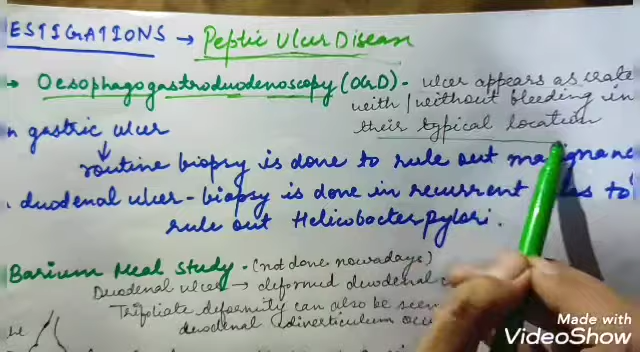 ESTIGATIONS → Peptic Ulcer Disease
→ Oesophagogastroduodenoscopy (OGD) - ulcer appears as crate
with / without bleeding in
their typical location
n gastric ulcer
routine biopsy is done to rule out malignanc
duodenal ulcer - biopsy is done in recurrent to
rule out Helicobacter pylori.
Barium Meal Study - (not done nowadays)
Duodenal ulcer → deformed duodenal c
Trifoliate deformity can also be seen
duodenal diverticulum occ
the
Made with
VideoShow